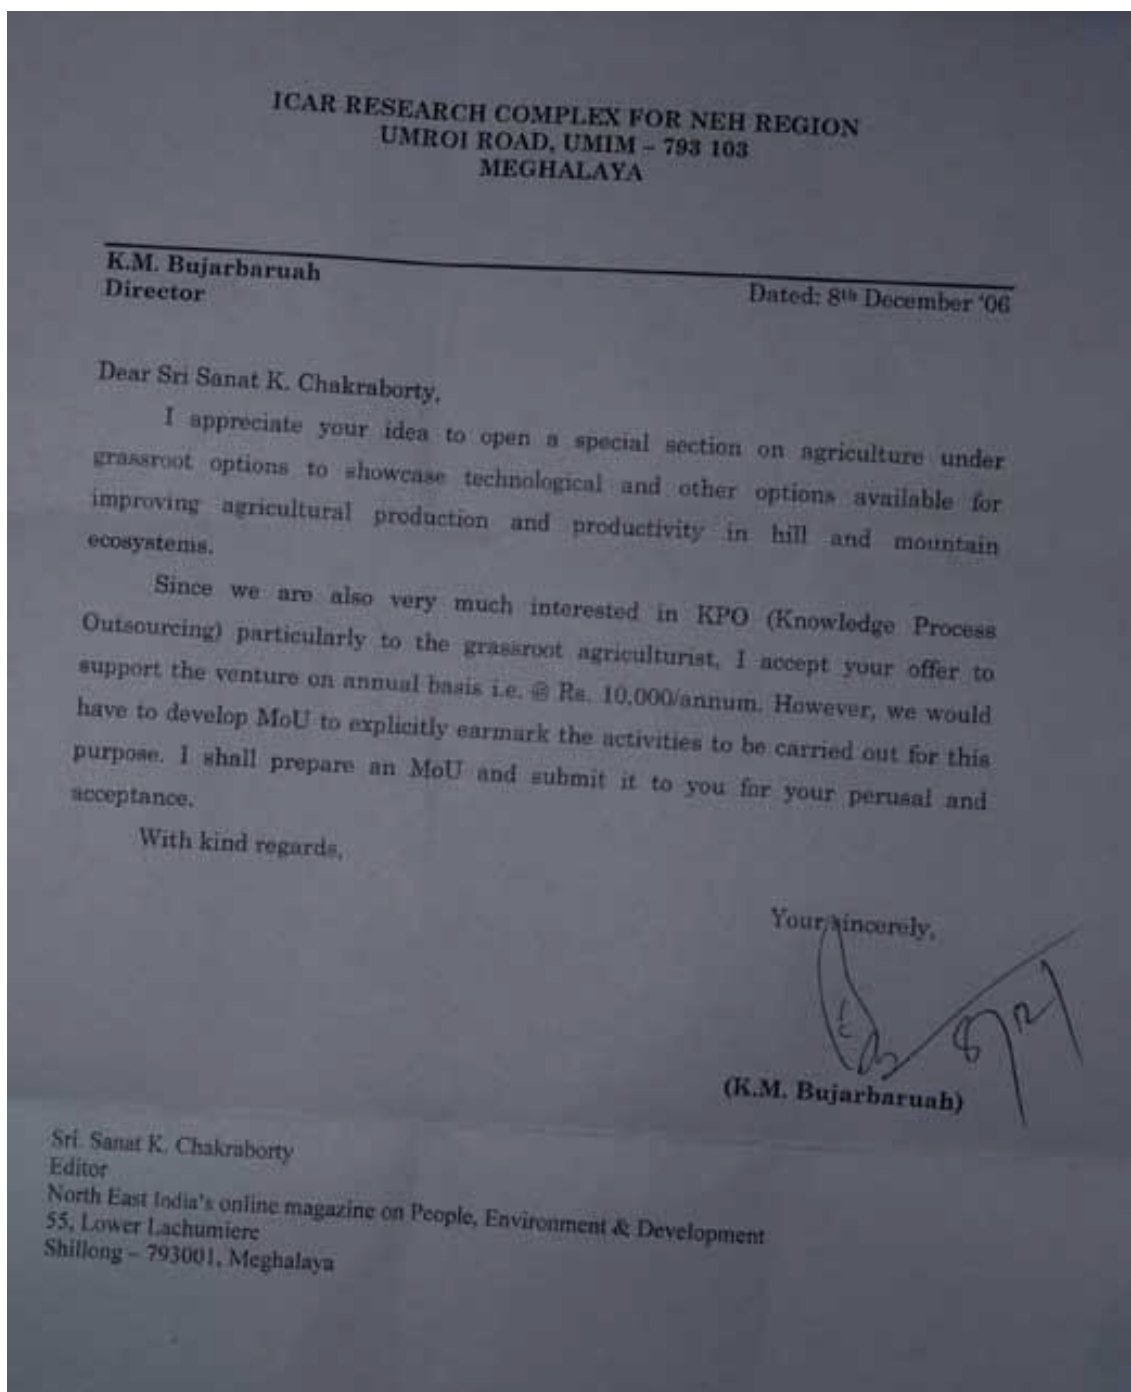 ICAR RESEARCH COMPLEX FOR NEH REGION
UMROI ROAD, UMIM – 793 103
MEGHALAYA
K.M. Bujarbaruah
Director
Dated: 8th December '06
Dear Sri Sanat K. Chakraborty,
I appreciate your idea to open a special section on agriculture under
grassroot options to showcase technological and other options available for
improving agricultural production and productivity in hill and mountain
ecosystems.
Since we are also very much interested in KPO (Knowledge Process
Outsourcing) particularly to the grassroot agriculturist, I accept your offer to
support the venture on annual basis i.e. @ Rs. 10,000/annum. However, we would
have to develop MoU to explicitly earmark the activities to be carried out for this
purpose. I shall prepare an MoU and submit it to you for your perusal and
acceptance.
With kind regards,
Your sincerely,
8/12/
(K.M. Bujarbaruah)
Sri. Sanat K. Chakraborty
Editor
North East India's online magazine on People, Environment & Development
55, Lower Lachumiere
Shillong – 793001, Meghalaya